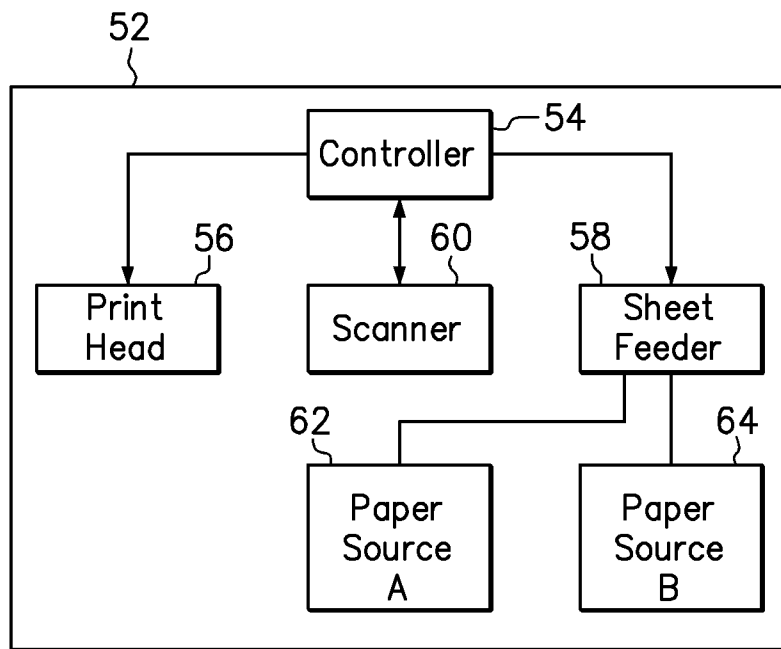 52
54
Controller
56
60
58
Print
Head
Scanner
Sheet
Feeder
62
64
Paper
Source
A
Paper
Source
B